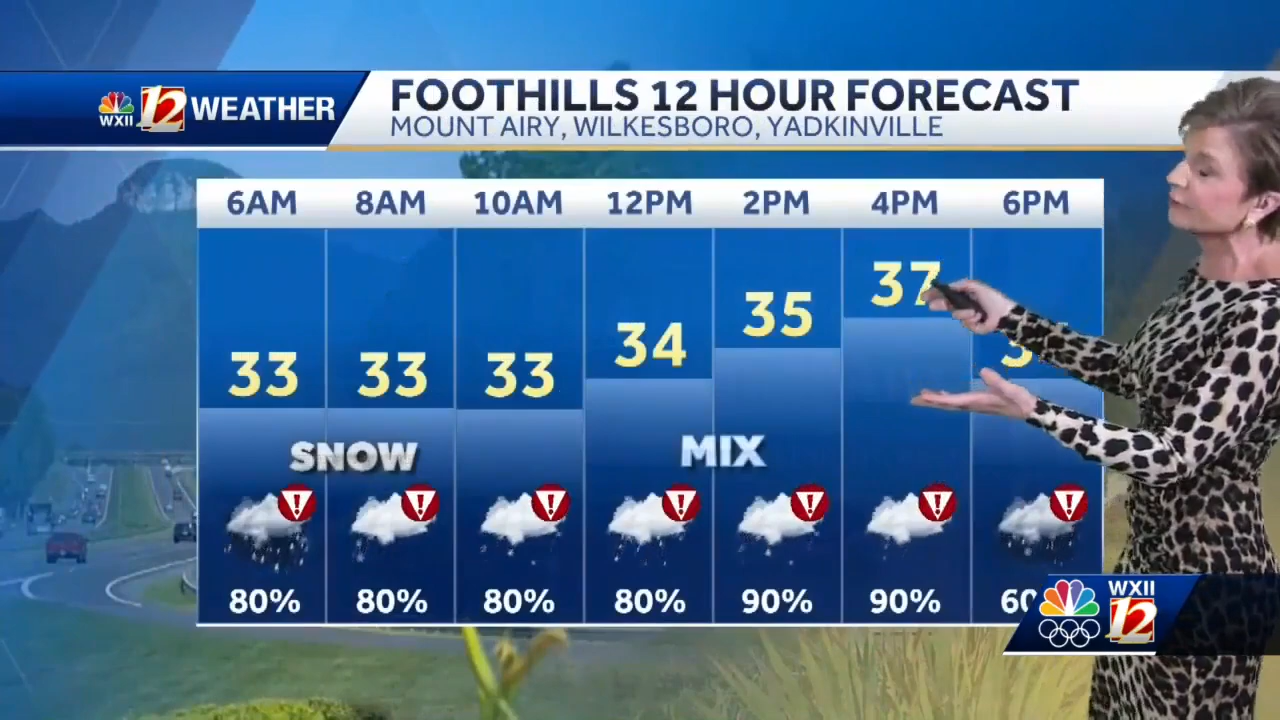 WXII 12 WEATHER
FOOTHILLS 12 HOUR FORECAST
MOUNT AIRY, WILKESBORO, YADKINVILLE
6AM 8AM 10AM 12PM 2PM 4PM 6PM
33 33 33 34 35 37
SNOW MIX
! ! ! ! ! ! !
80% 80% 80% 80% 90% 90% 60
WXII
12